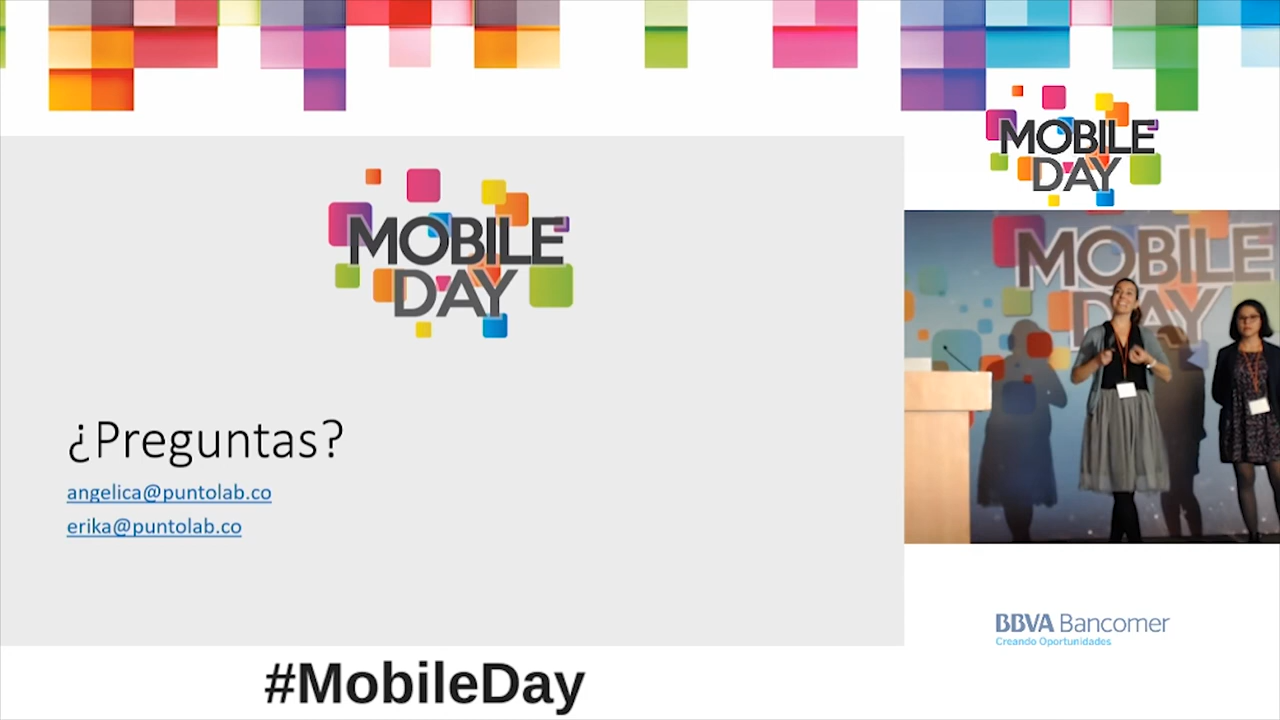 MOBILE
DAY
¿Preguntas?
angelica@puntolab.co
erika@puntolab.co
#MobileDay
MOBILE
DAY
MOBILE
DAY
BBVA Bancomer
Creando Oportunidades